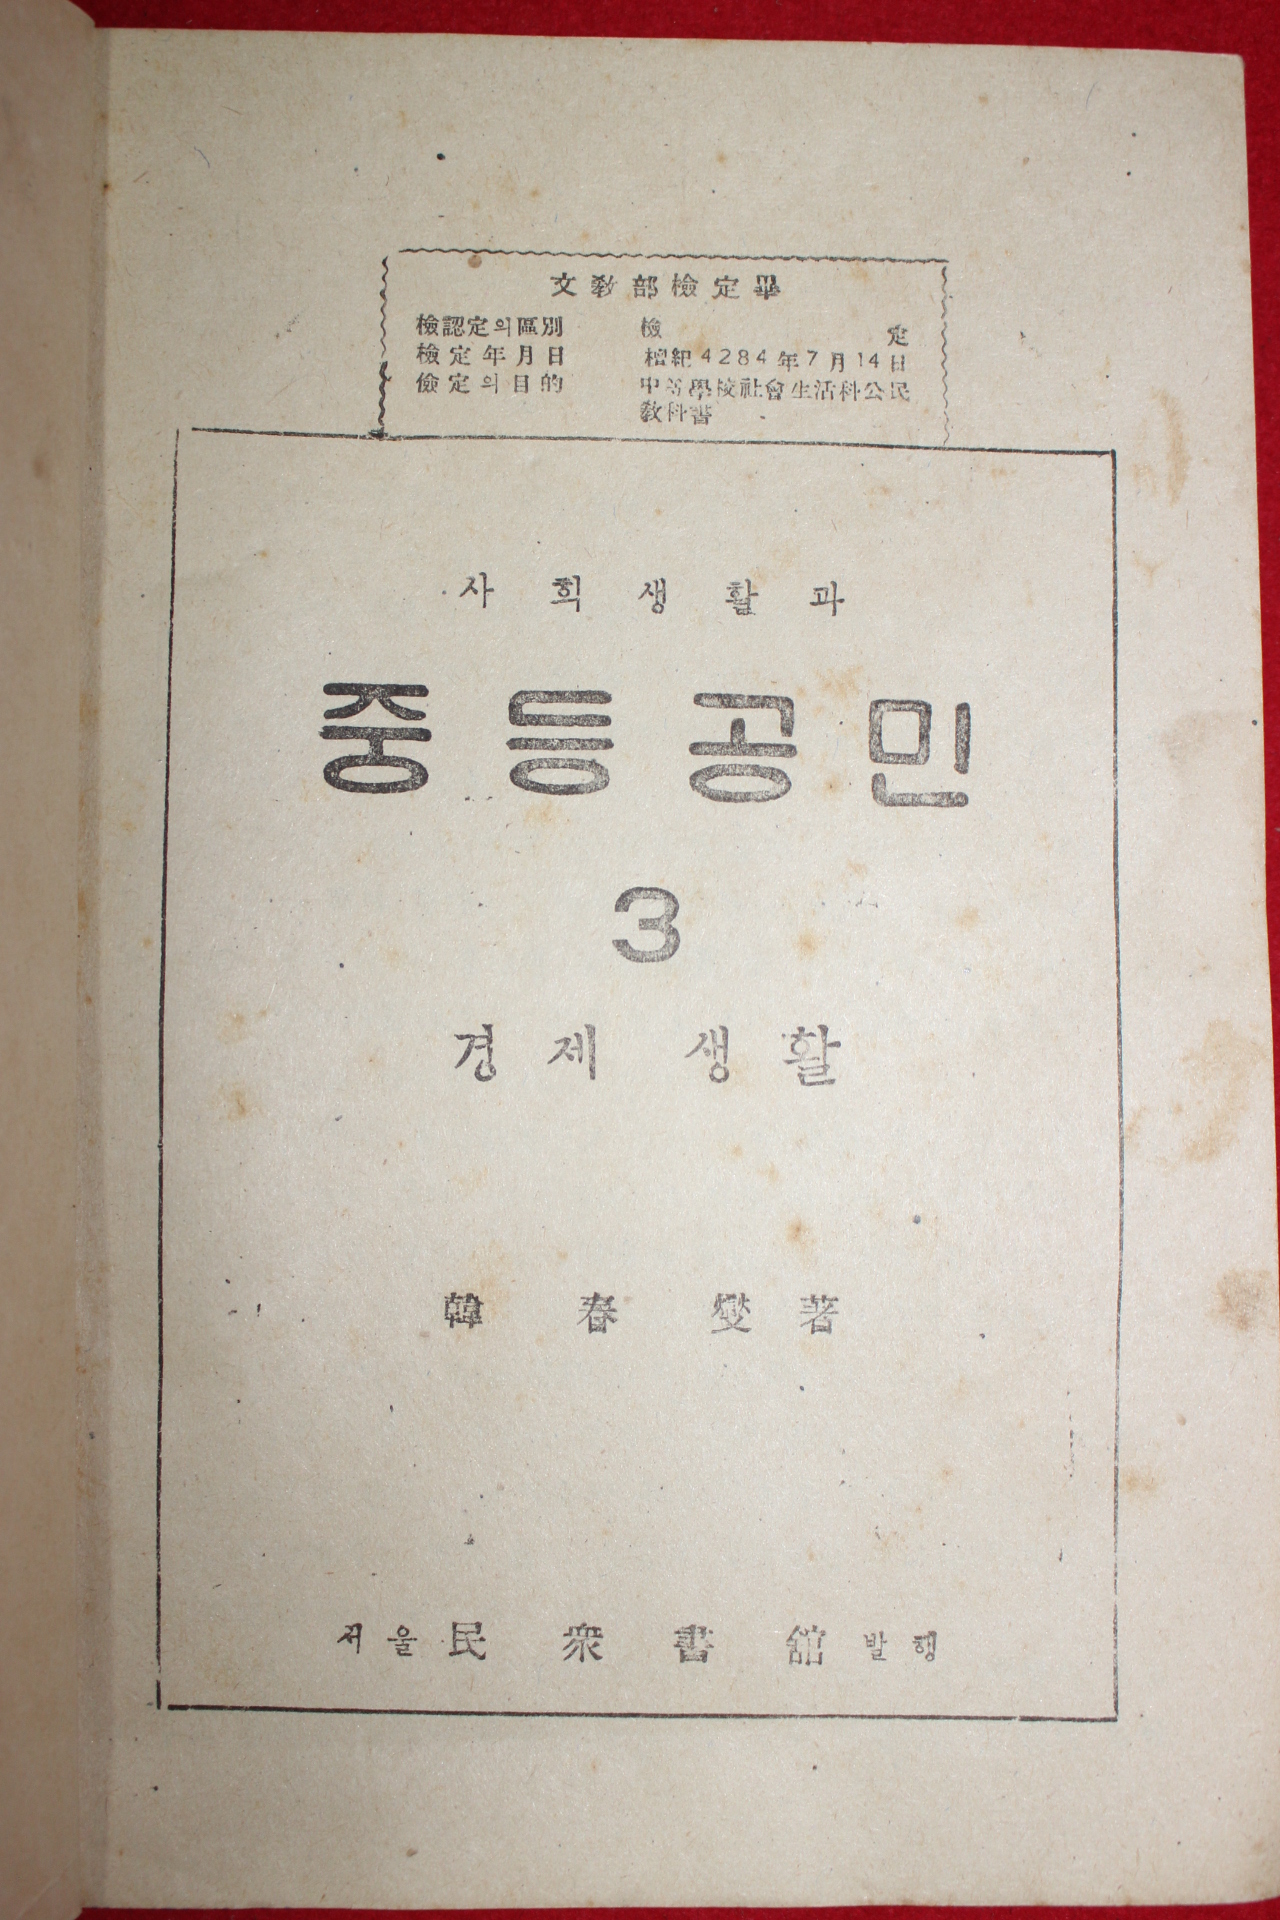 文敎部檢定畢
檢認定의區別 檢定
檢定年月日 檀紀4284年7月14日
檢定의目的 中等學校社會生活科公民
敎科書
사회생활과
중등공민
3
경제 생활
韓春燮著
서울 民衆書舘 발행